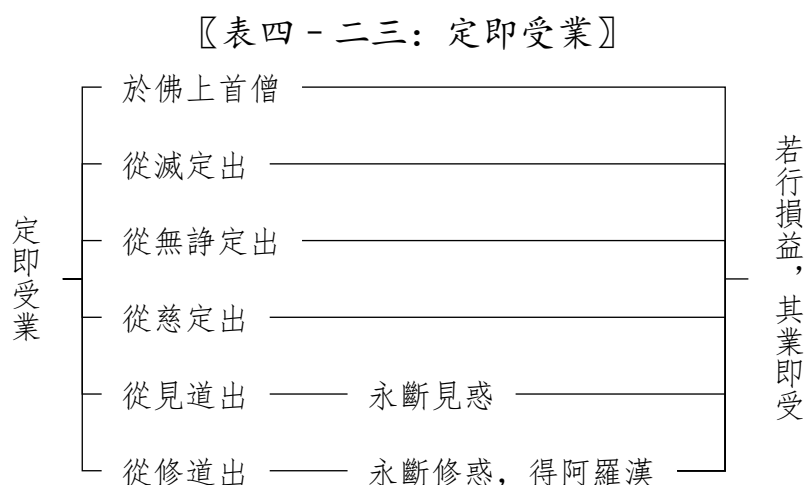 〖表四–二三：定即受業〗
定即受業
於佛上首僧
從滅定出
從無諍定出
從慈定出
從見道出 永斷見惑
從修道出 永斷修惑，得阿羅漢
若行損益，其業即受